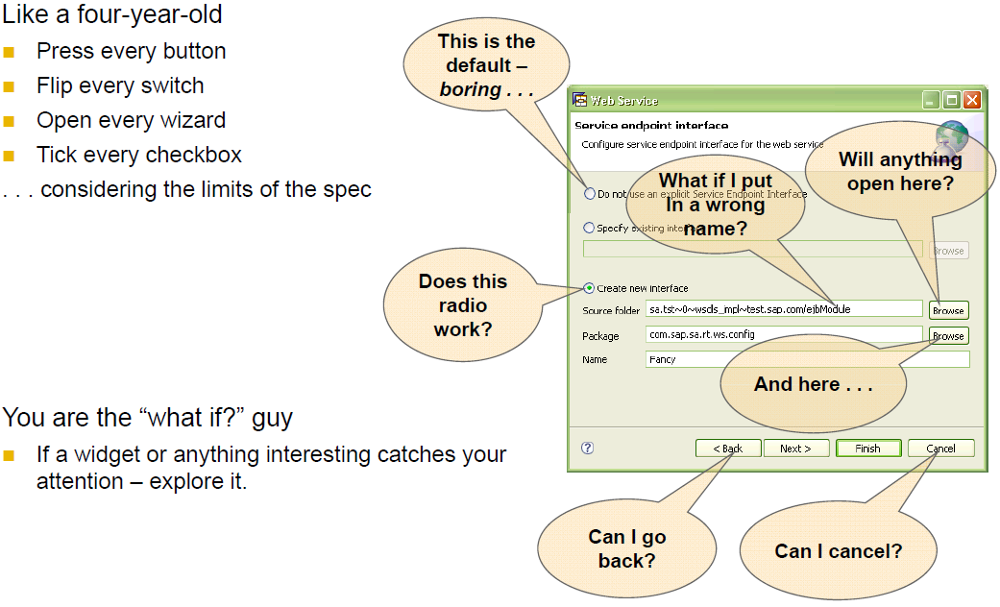 Like a four-year-old
Press every button
Flip every switch
Open every wizard
Tick every checkbox
. . . considering the limits of the spec
You are the “what if?” guy
If a widget or anything interesting catches your
attention – explore it.
This is the
default –
boring . . .
Web Service
Service endpoint interface
Configure service endpoint interface for the web service
Will anything
open here?
What if I put
In a wrong
name?
Do not use an explicit Service Endpoint Interface
Specify existing interface
Browse
Does this
radio
work?
Create new interface
Source folder
sa.tst~0~wsds_mpl~test.sap.com/ejbModule
Browse
Package
com.sap.sa.rt.ws.config
Browse
Name
Fancy
And here . . .
?
< Back
Next >
Finish
Cancel
Can I go
back?
Can I cancel?